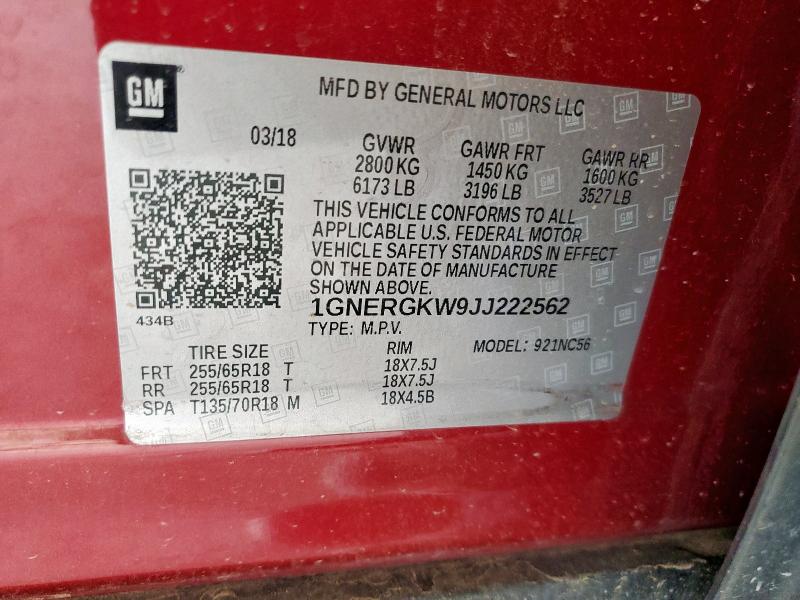 GM
MFD BY GENERAL MOTORS LLC
03/18 GVWR GAWR FRT GAWR RR
2800 KG 1450 KG 1600 KG
6173 LB 3196 LB 3527 LB
THIS VEHICLE CONFORMS TO ALL
APPLICABLE U.S. FEDERAL MOTOR
VEHICLE SAFETY STANDARDS IN EFFECT
ON THE DATE OF MANUFACTURE
SHOWN ABOVE.
1GNERGKW9JJ222562
434B
TYPE: M.P.V.
TIRE SIZE RIM MODEL: 921NC56
FRT 255/65R18 T 18X7.5J
RR 255/65R18 T 18X7.5J
SPA T135/70R18 M 18X4.5B